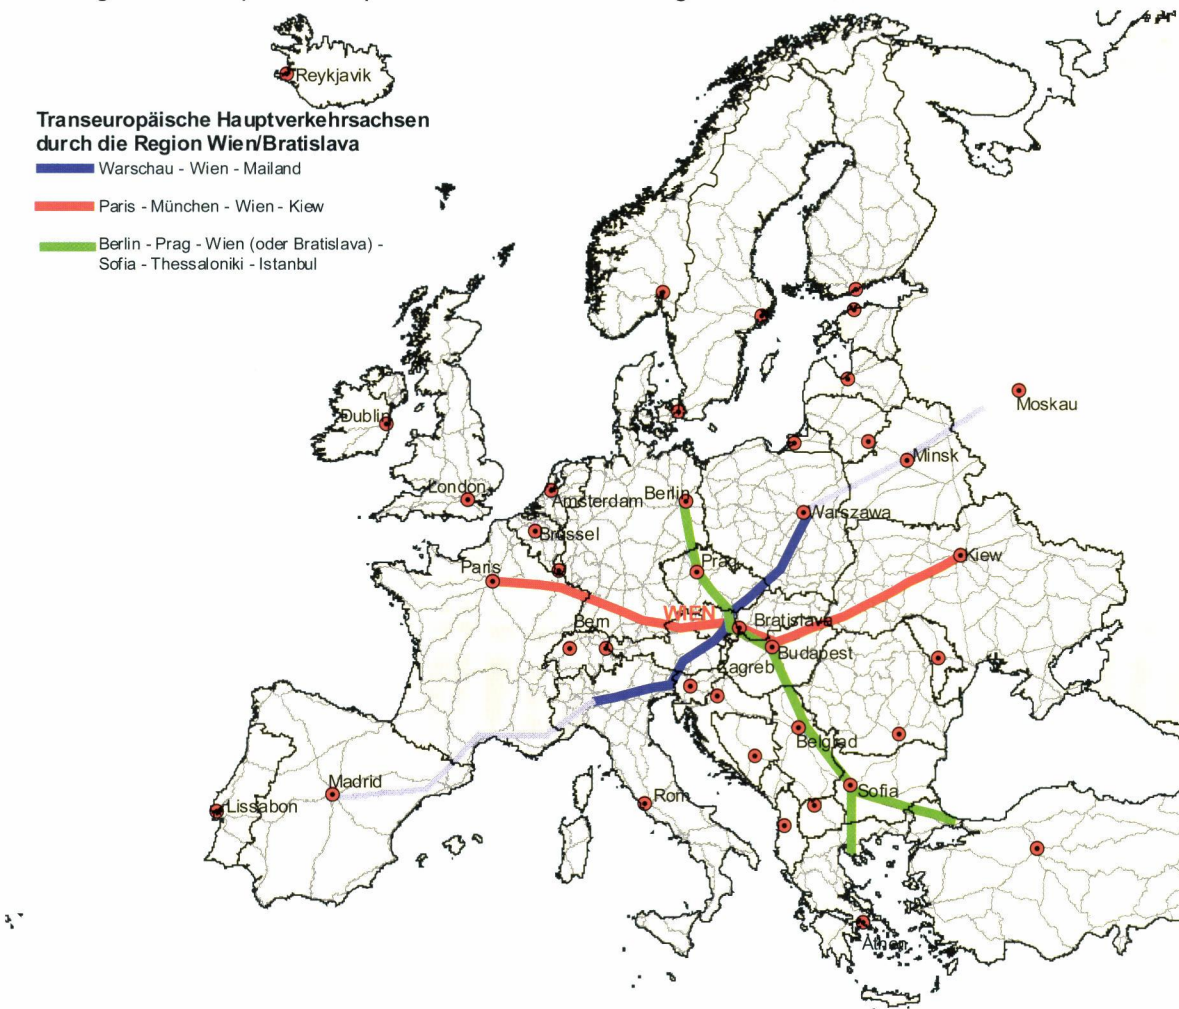 Reykjavik
Transeuropäische Hauptverkehrsachsen
durch die Region Wien/Bratislava
Warschau - Wien - Mailand
Paris - München - Wien - Kiew
Berlin - Prag - Wien (oder Bratislava) -
Sofia - Thessaloniki - Istanbul
Moskau
Dublin
Minsk
London
Amsterdam
Berlin
Warszawa
Brüssel
Kiew
Paris
Prag
WIEN
Bern
Bratislava
Budapest
Zagreb
Belgrad
Madrid
Sofia
Lissabon
Rom
Athen